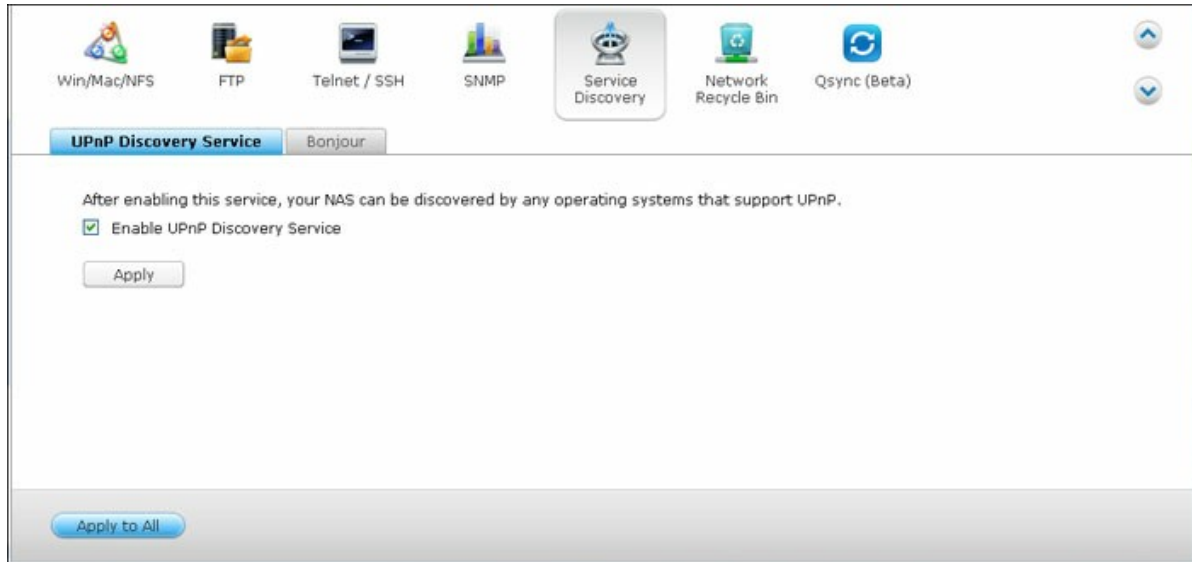 Win/Mac/NFS
FTP
Telnet / SSH
SNMP
Service
Discovery
Network
Recycle Bin
Qsync (Beta)
UPnP Discovery Service
Bonjour
After enabling this service, your NAS can be discovered by any operating systems that support UPnP.
Enable UPnP Discovery Service
Apply
Apply to All